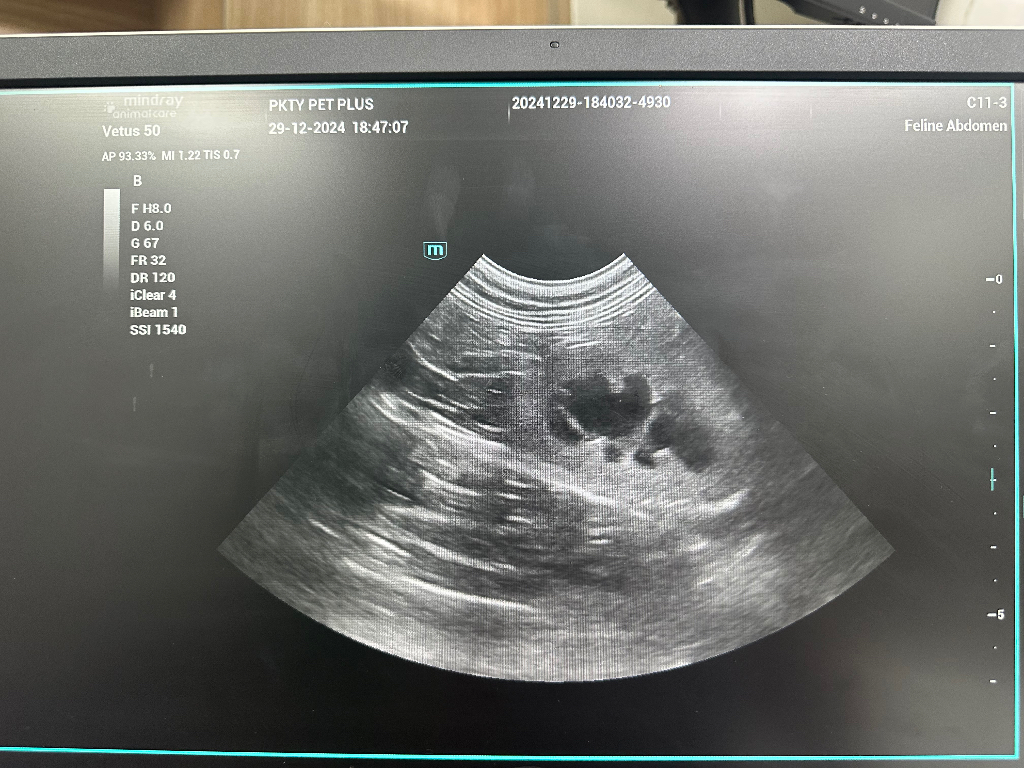 mindray
animalcare
Vetus 50
AP 93.33% MI 1.22 TIS 0.7
PKTY PET PLUS
29-12-2024 18:47:07
20241229-184032-4930
C11-3
Feline Abdomen
B
F H8.0
D 6.0
G 67
FR 32
DR 120
iClear 4
iBeam 1
SSI 1540
m
0
5